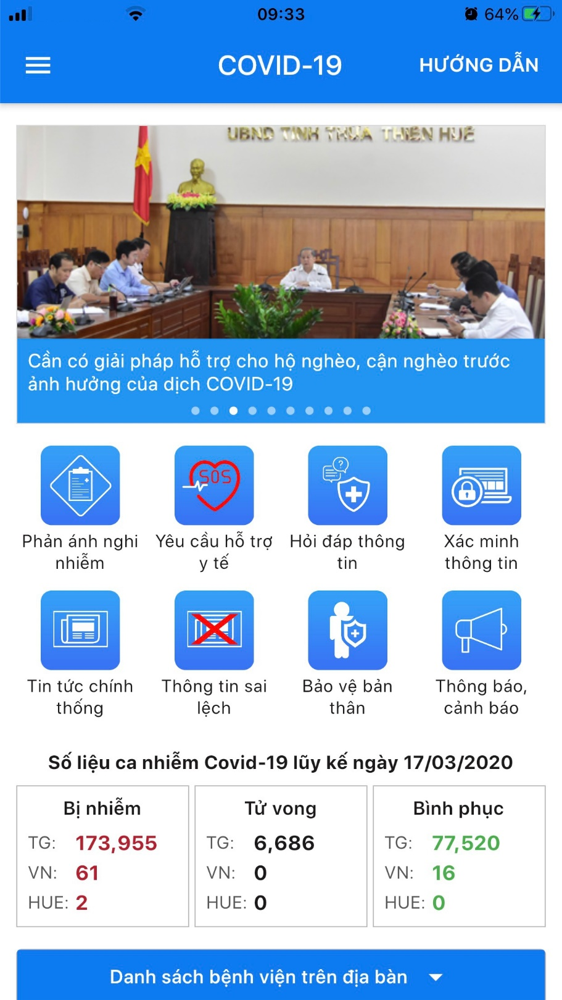 09:33
64%
COVID-19
HƯỚNG DẪN
UBND TỈNH THỪA THIÊN HUẾ
Cần có giải pháp hỗ trợ cho hộ nghèo, cận nghèo trước
ảnh hưởng của dịch COVID-19
SOS
?
Phản ánh nghi
nhiễm
Yêu cầu hỗ trợ
y tế
Hỏi đáp thông
tin
Xác minh
thông tin
Tin tức chính
thống
Thông tin sai
lệch
Bảo vệ bản
thân
Thông báo,
cảnh báo
Số liệu ca nhiễm Covid-19 lũy kế ngày 17/03/2020
Bị nhiễm
TG: 173,955
VN: 61
HUE: 2
Tử vong
TG: 6,686
VN: 0
HUE: 0
Bình phục
TG: 77,520
VN: 16
HUE: 0
Danh sách bệnh viện trên địa bàn